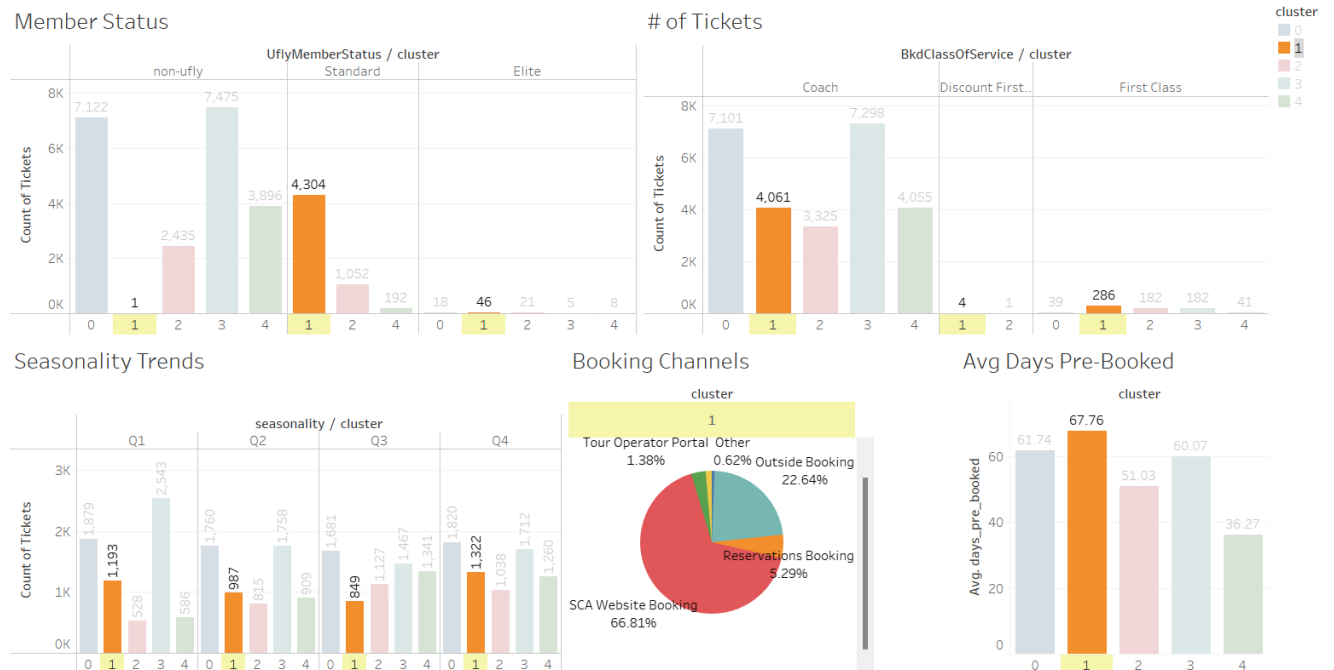 Member Status
UflyMemberStatus / cluster
non-ufly
Standard
Elite
Count of Tickets
8K
6K
4K
2K
0K
7,122
1
2,435
7,475
3,896
4,304
1,052
192
18
46
21
5
8
0
1
2
3
4
1
2
4
0
1
2
3
4
# of Tickets
BkdClassOfService / cluster
Coach
Discount First..
First Class
Count of Tickets
8K
6K
4K
2K
0K
7,101
4,061
3,325
7,298
4,055
4
1
39
286
182
182
41
0
1
2
3
4
1
2
0
1
2
3
4
cluster
0
1
2
3
4
Seasonality Trends
seasonality / cluster
Q1
Q2
Q3
Q4
Count of Tickets
3K
2K
1K
0K
1,879
1,193
528
2,543
586
1,760
987
815
1,758
909
1,681
849
1,127
1,467
1,341
1,820
1,322
1,038
1,712
1,260
0
1
2
3
4
0
1
2
3
4
0
1
2
3
4
0
1
2
3
4
Booking Channels
cluster
1
Tour Operator Portal
1.38%
Other
0.62%
Outside Booking
22.64%
Reservations Booking
5.29%
SCA Website Booking
66.81%
Avg Days Pre-Booked
cluster
Avg. days_pre_booked
60
40
20
0
61.74
67.76
51.03
60.07
36.27
0
1
2
3
4